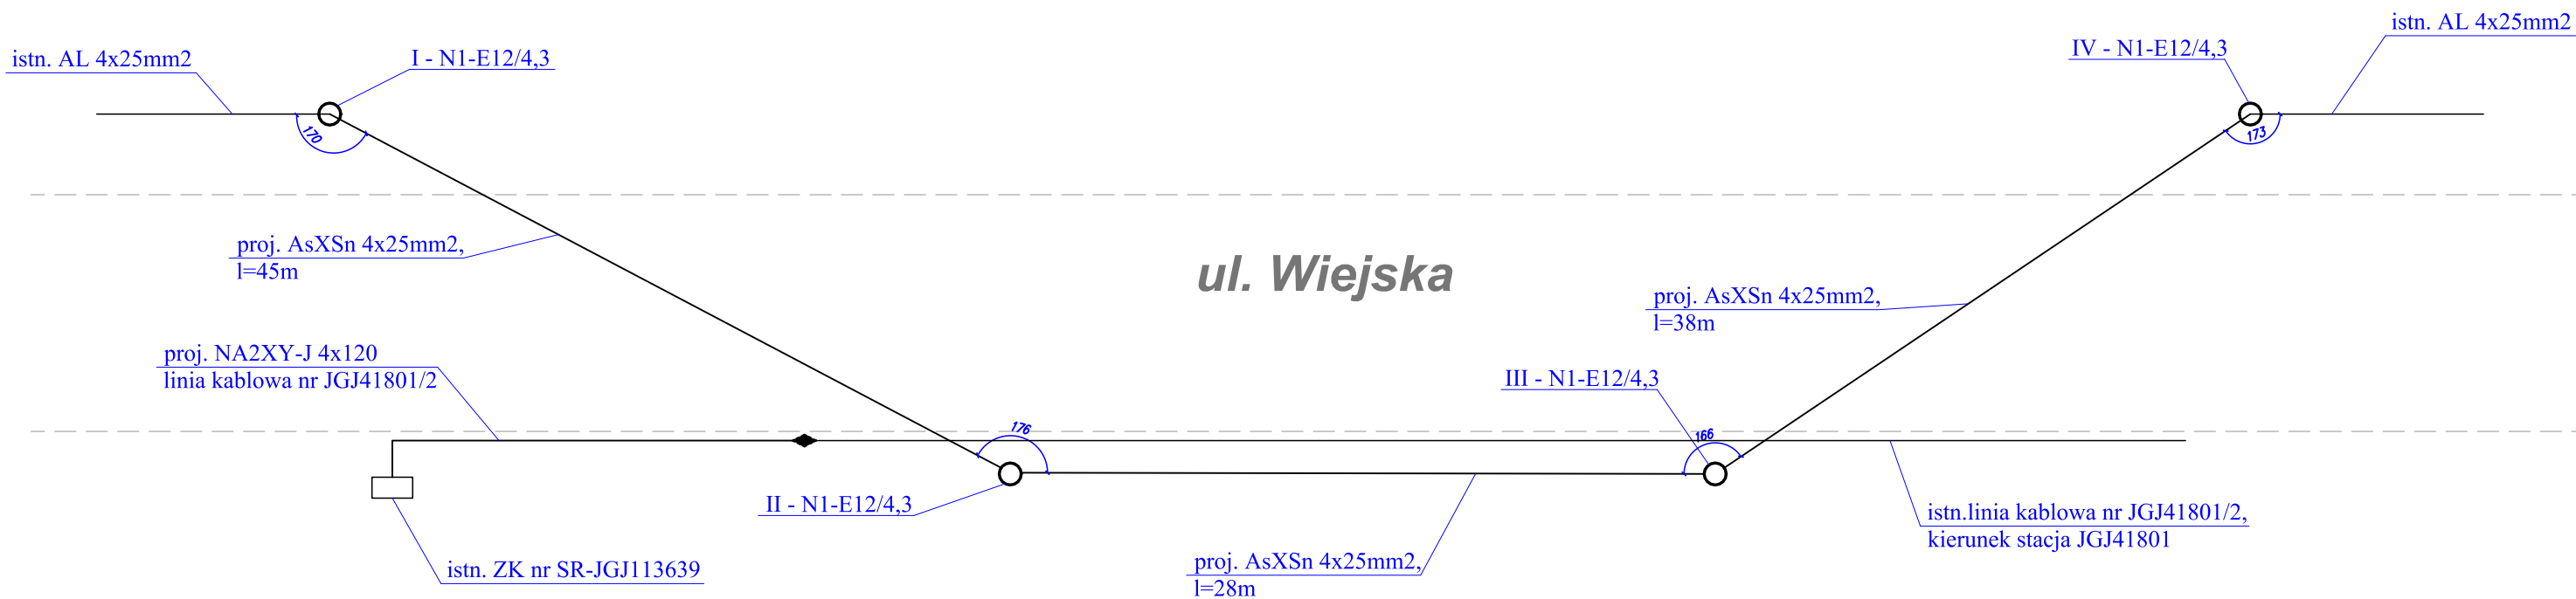 istn. AL 4x25mm2
istn. AL 4x25mm2
I - N1-E12/4,3
IV - N1-E12/4,3
170
173
proj. AsXSn 4x25mm2,
l=45m
ul. Wiejska
proj. AsXSn 4x25mm2,
l=38m
proj. NA2XY-J 4x120
linia kablowa nr JGJ41801/2
III - N1-E12/4,3
176
166
II - N1-E12/4,3
istn.linia kablowa nr JGJ41801/2,
kierunek stacja JGJ41801
istn. ZK nr SR-JGJ113639
proj. AsXSn 4x25mm2,
l=28m